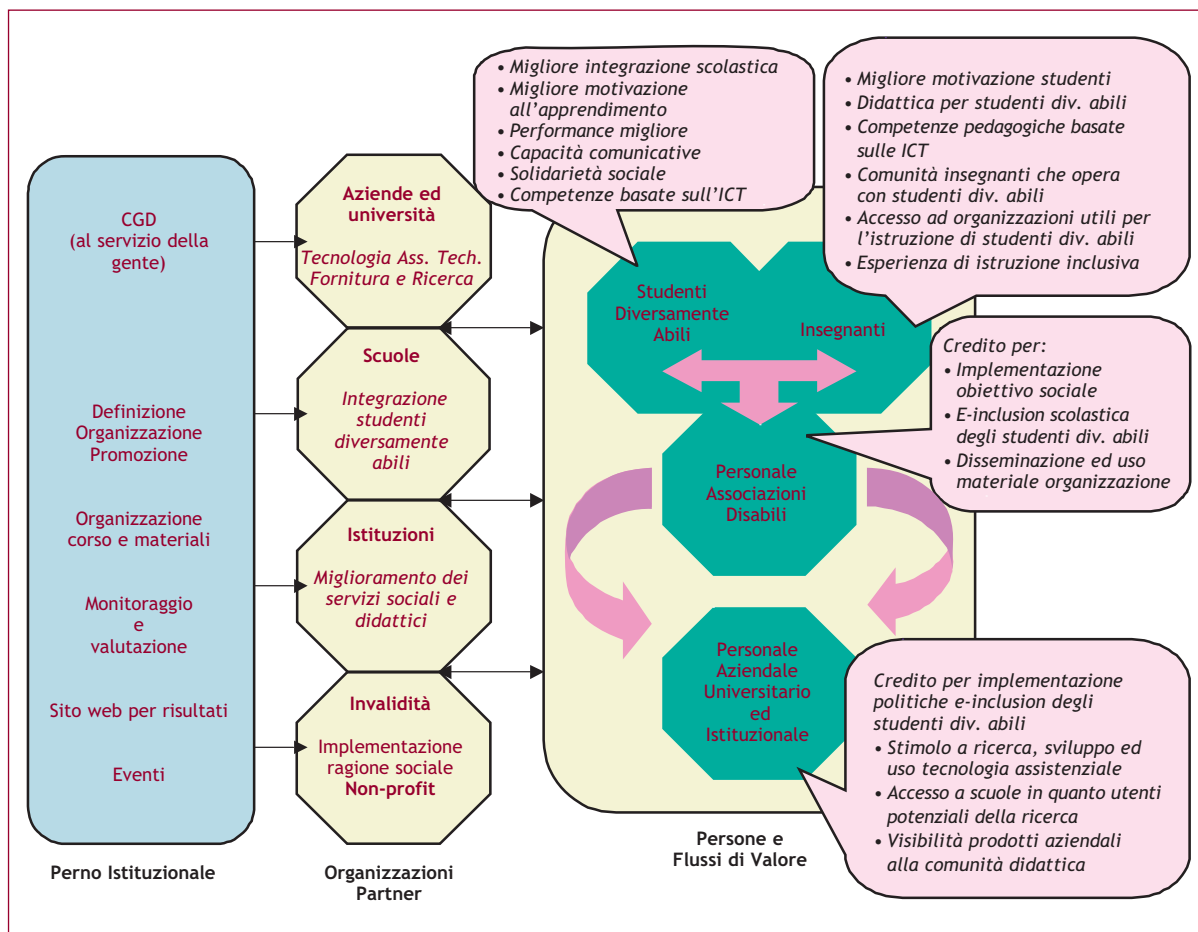 CGD
(al servizio della
gente)
Definizione
Organizzazione
Promozione
Organizzazione
corso e materiali
Monitoraggio
e
valutazione
Sito web per risultati
Eventi
Perno Istituzionale
Aziende ed
università
Tecnologia Ass. Tech.
Fornitura e Ricerca
Scuole
Integrazione
studenti
diversamente
abili
Istituzioni
Miglioramento dei
servizi sociali e
didattici
Invalidità
Implementazione
ragione sociale
Non-profit
Organizzazioni
Partner
• Migliore integrazione scolastica
• Migliore motivazione
all’apprendimento
• Performance migliore
• Capacità comunicative
• Solidarietà sociale
• Competenze basate sull’ICT
• Migliore motivazione studenti
• Didattica per studenti div. abili
• Competenze pedagogiche basate
sulle ICT
• Comunità insegnanti che opera
con studenti div. abili
• Accesso ad organizzazioni utili per
l’istruzione di studenti div. abili
• Esperienza di istruzione inclusiva
Studenti
Diversamente
Abili
Insegnanti
Credito per:
• Implementazione
obiettivo sociale
• E-inclusion scolastica
degli studenti div. abili
• Disseminazione ed uso
materiale organizzazione
Personale
Associazioni
Disabili
Personale
Aziendale
Universitario
ed
Istituzionale
Credito per implementazione
politiche e-inclusion degli
studenti div. abili
• Stimolo a ricerca, sviluppo ed
uso tecnologia assistenziale
• Accesso a scuole in quanto utenti
potenziali della ricerca
• Visibilità prodotti aziendali
alla comunità didattica
Persone e
Flussi di Valore